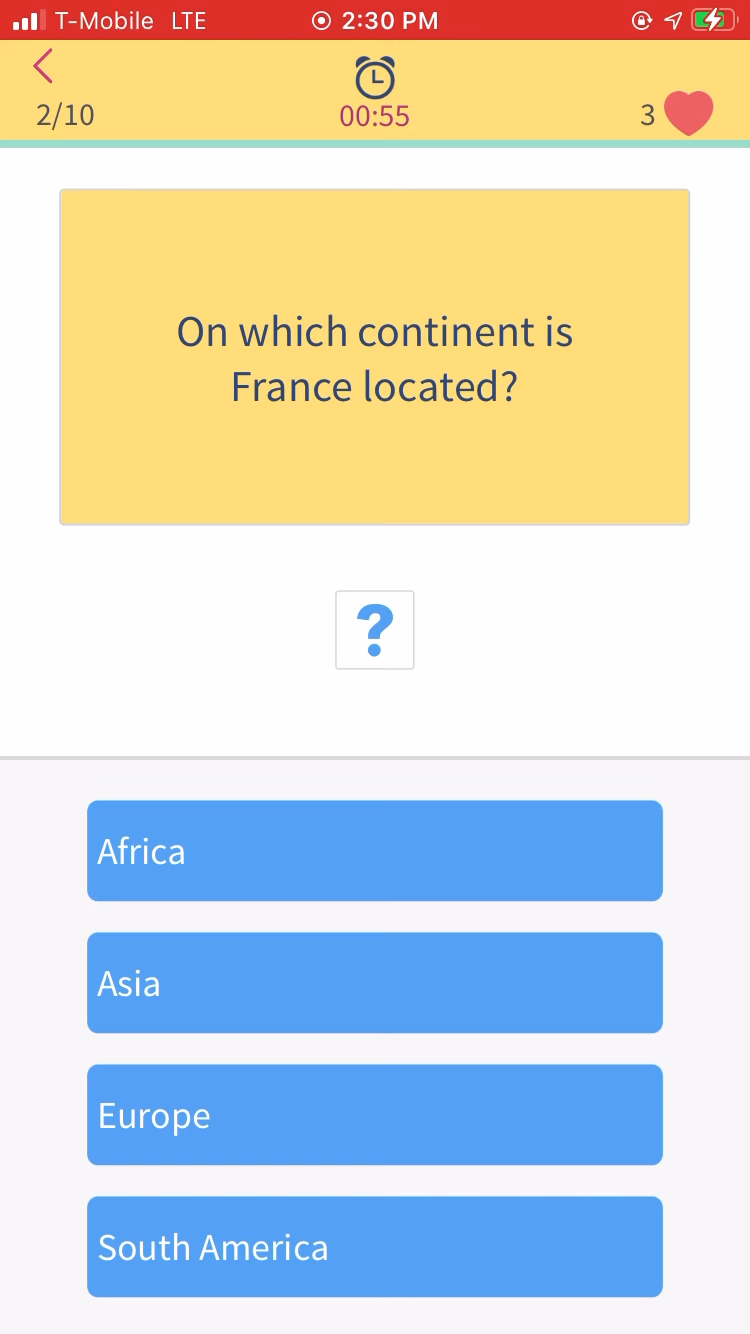 T-Mobile LTE 2:30 PM
2/10
00:55
3
On which continent is
France located?
?
Africa
Asia
Europe
South America